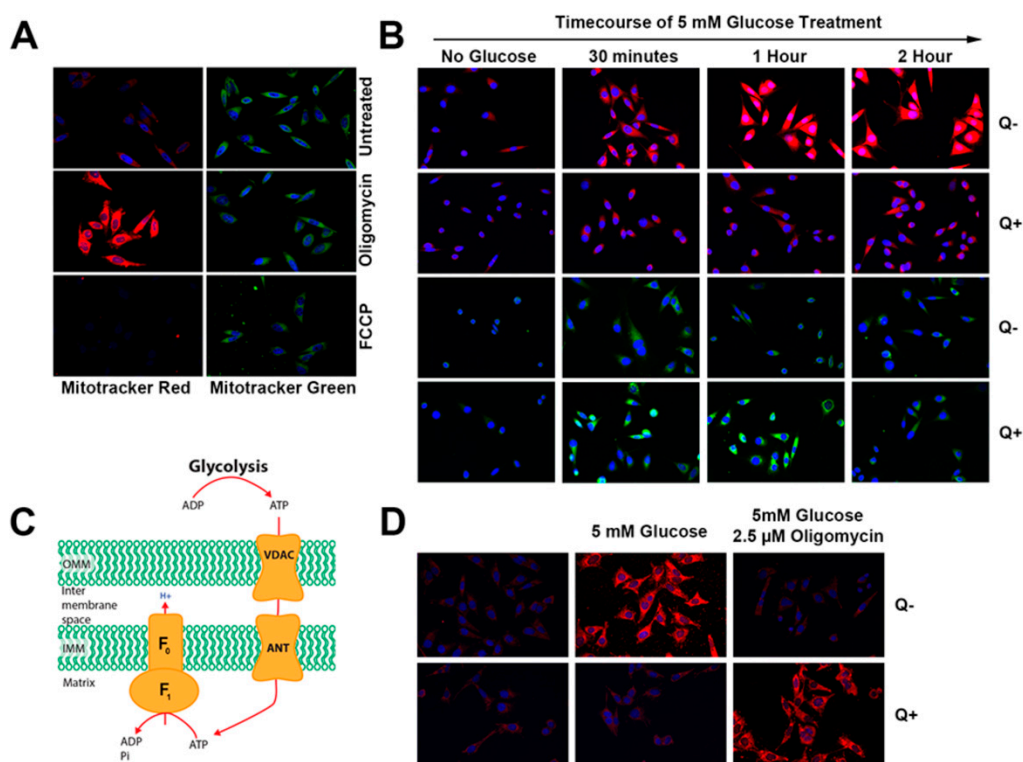 A
Untreated
Oligomycin
FCCP
Mitotracker Red
Mitotracker Green
B
Timecourse of 5 mM Glucose Treatment
No Glucose
30 minutes
1 Hour
2 Hour
Q-
Q+
Q-
Q+
C
Glycolysis
ADP
ATP
VDAC
OMM
Inter
membrane
space
H+
F0
IMM
ANT
Matrix
F1
ADP
Pi
ATP
D
5 mM Glucose
5mM Glucose
2.5 µM Oligomycin
Q-
Q+